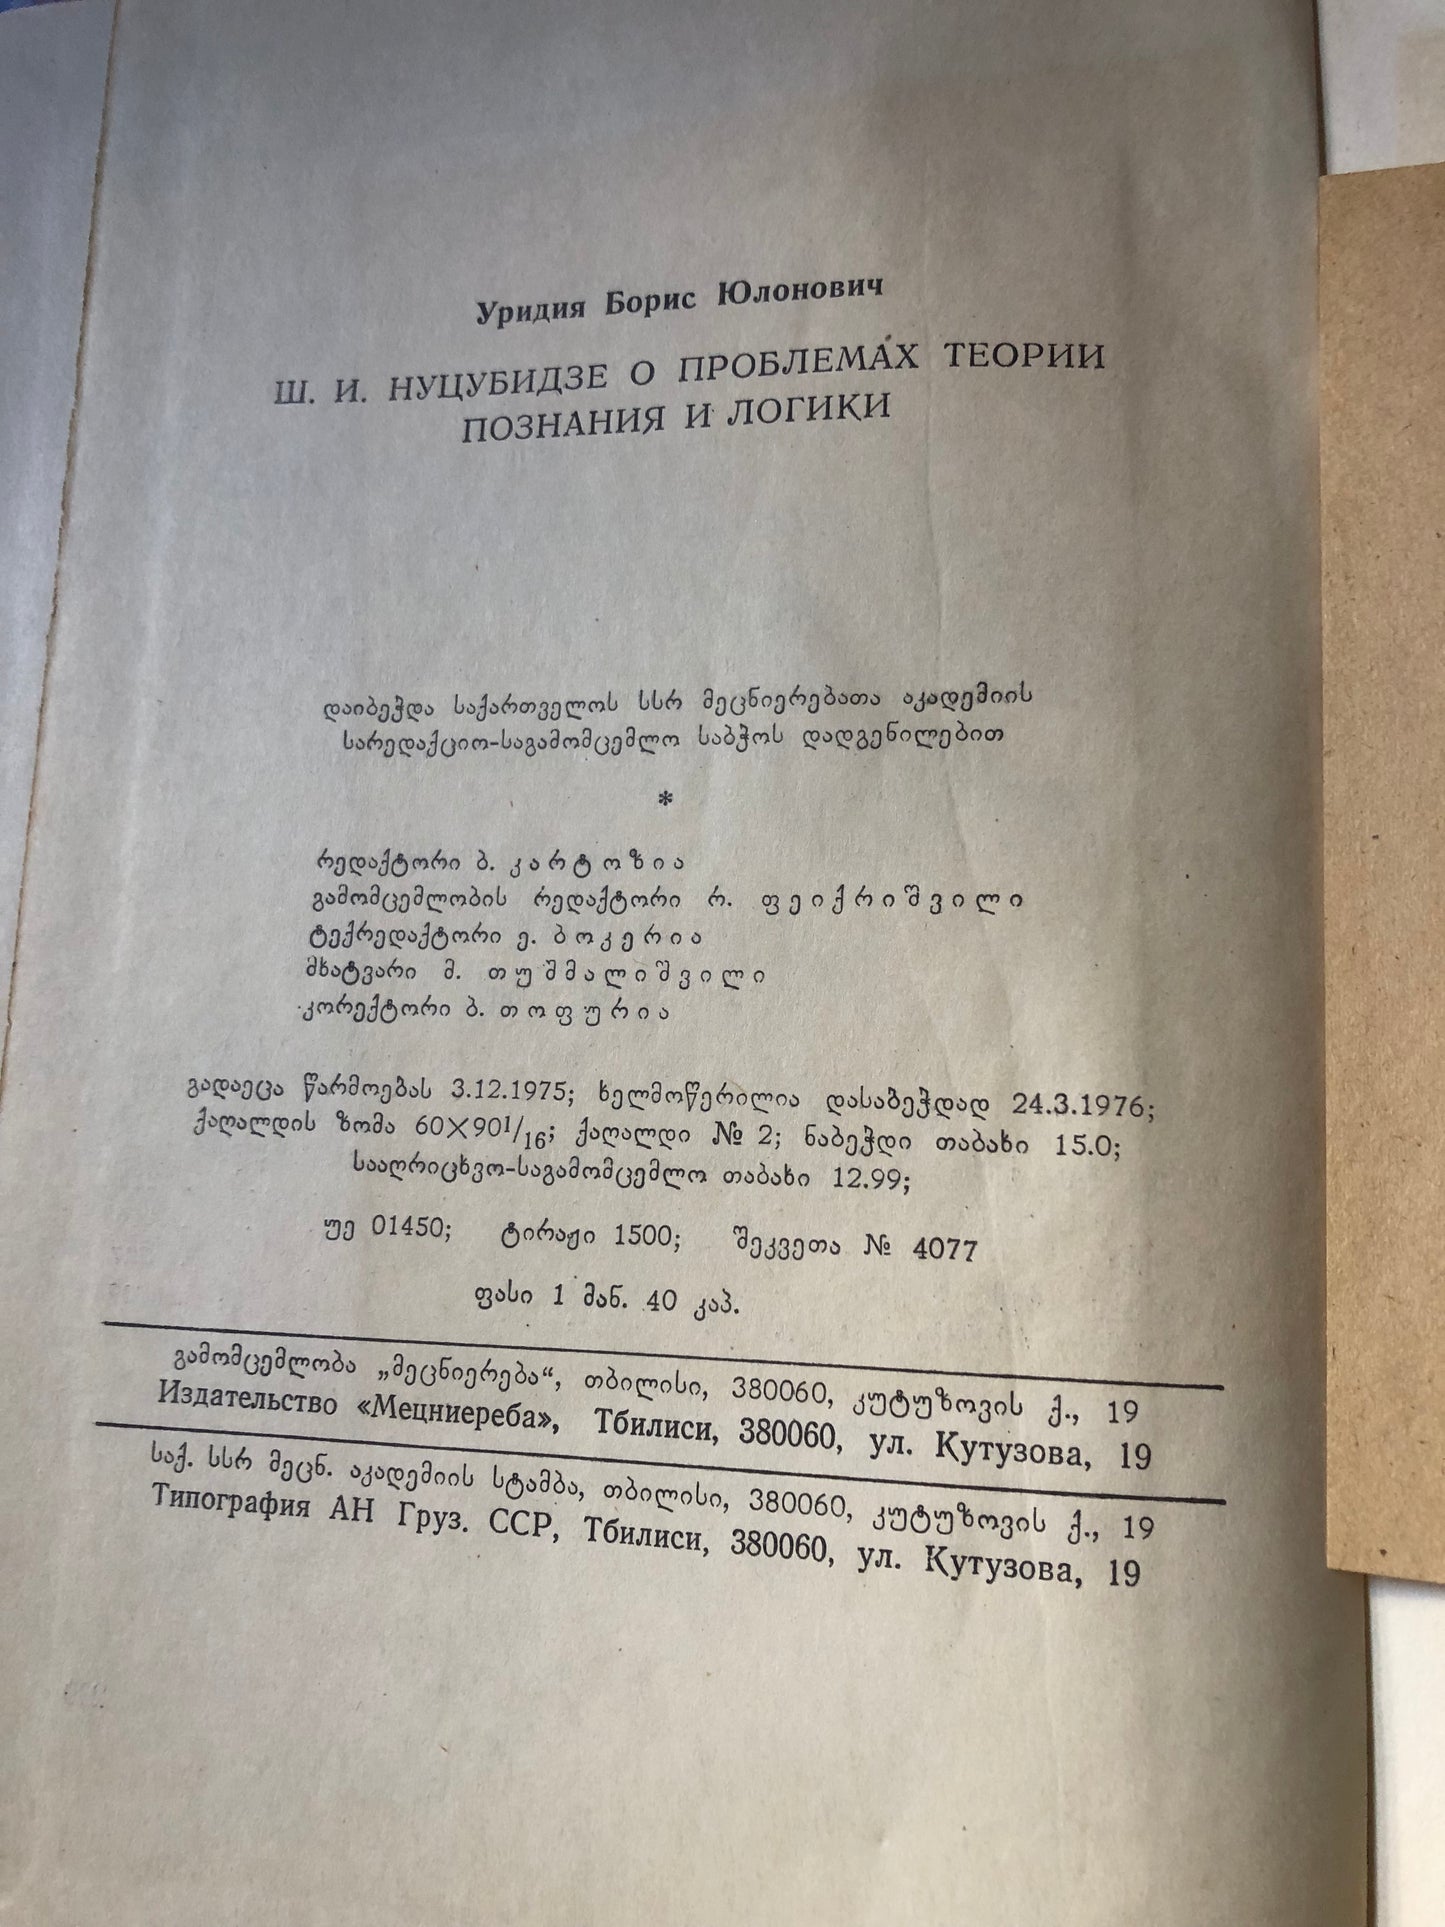 Уридия Борис Юлонович
Ш. И. НУЦУБИДЗЕ О ПРОБЛЕМАХ ТЕОРИИ
ПОЗНАНИЯ И ЛОГИКИ
დაიბეჭდა საქართველოს სსრ მეცნიერებათა აკადემიის
სარედაქციო-საგამომცემლო საბჭოს დადგენილებით
*
რედაქტორი ბ. კარტოზია
გამომცემლობის რედაქტორი რ. ფეიქრიშვილი
ტექრედაქტორი ე. ბოკერია
მხატვარი მ. თუშმალიშვილი
კორექტორი ბ. თოფურია
გადაეცა წარმოებას 3.12.1975; ხელმოწერილია დასაბეჭდად 24.3.1976;
ქაღალდის ზომა 60×90¹/₁₆; ქაღალდი № 2; ნაბეჭდი თაბახი 15.0;
სააღრიცხვო-საგამომცემლო თაბახი 12.99;
უე 01450; ტირაჟი 1500; შეკვეთა № 4077
ფასი 1 მან. 40 კაპ.
გამომცემლობა „მეცნიერება“, თბილისი, 380060, კუტუზოვის ქ., 19
Издательство «Мецниереба», Тбилиси, 380060, ул. Кутузова, 19
საქ. სსრ მეცნ. აკადემიის სტამბა, თბილისი, 380060, კუტუზოვის ქ., 19
Типография АН Груз. ССР, Тбилиси, 380060, ул. Кутузова, 19